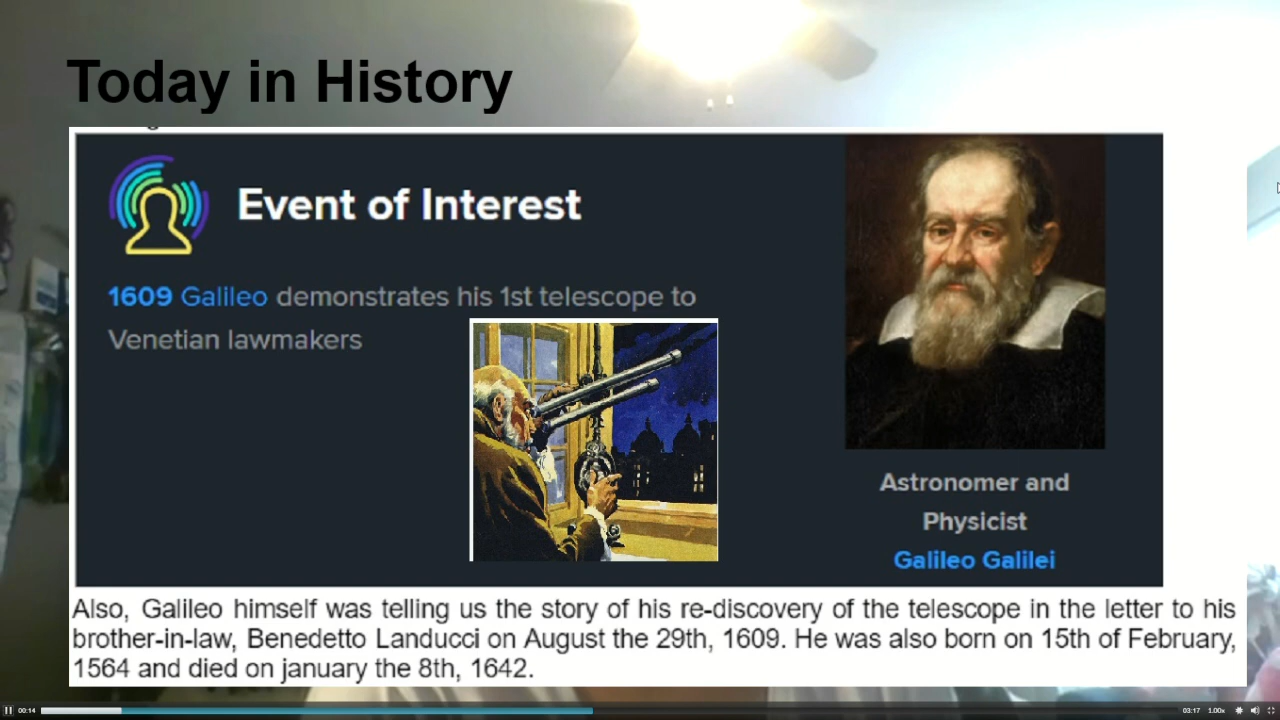 Today in History
Event of Interest
1609 Galileo demonstrates his 1st telescope to
Venetian lawmakers
Astronomer and
Physicist
Galileo Galilei
Also, Galileo himself was telling us the story of his re-discovery of the telescope in the letter to his
brother-in-law, Benedetto Landucci on August the 29th, 1609. He was also born on 15th of February,
1564 and died on january the 8th, 1642.
00:14
03:17
1.00x